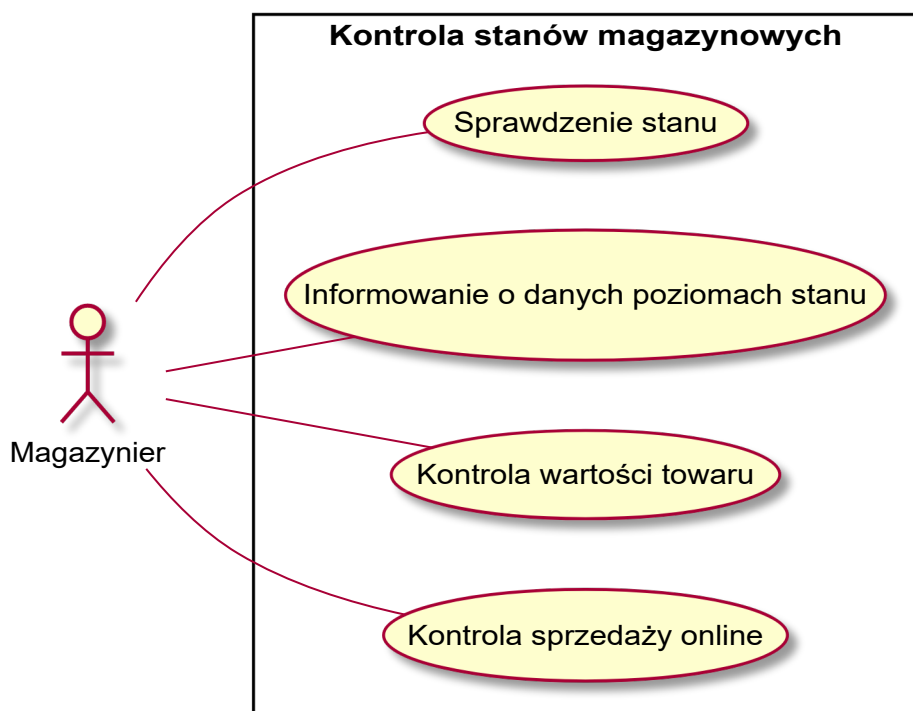 Kontrola stanów magazynowych
Sprawdzenie stanu
Informowanie o danych poziomach stanu
Magazynier
Kontrola wartości towaru
Kontrola sprzedaży online